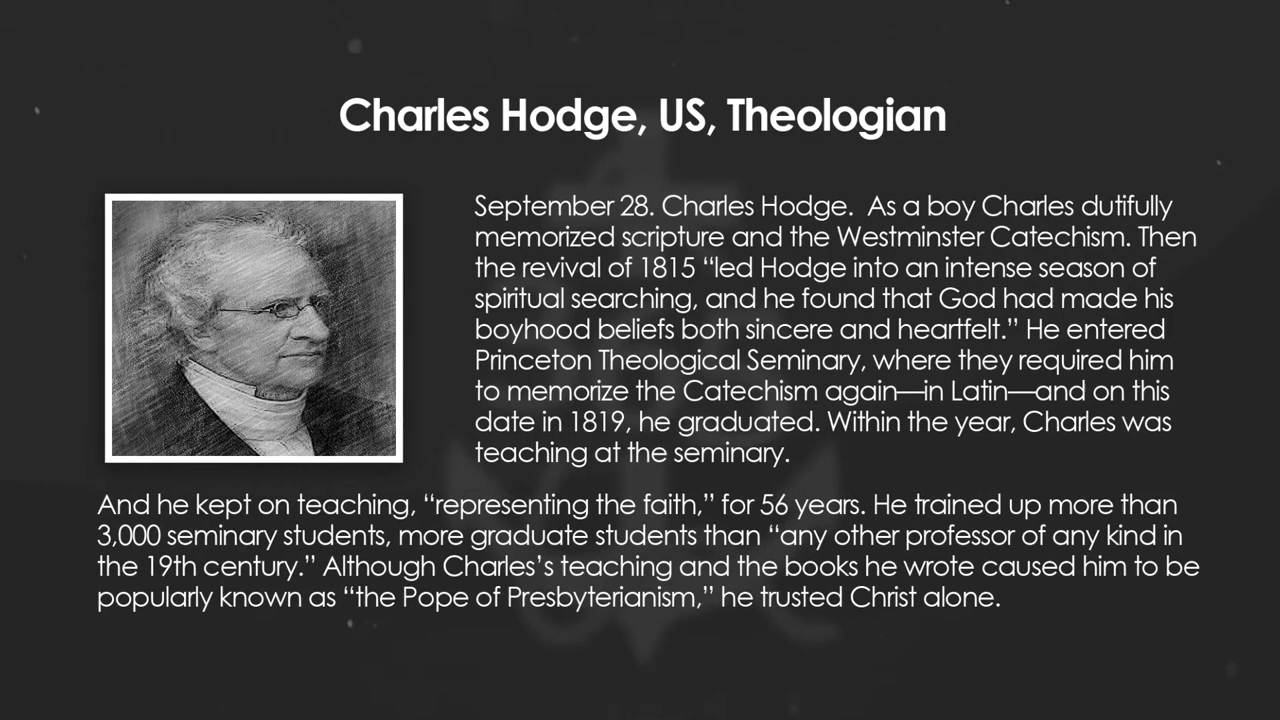 Charles Hodge, US, Theologian
September 28. Charles Hodge.  As a boy Charles dutifully
memorized scripture and the Westminster Catechism. Then
the revival of 1815 “led Hodge into an intense season of
spiritual searching, and he found that God had made his
boyhood beliefs both sincere and heartfelt.” He entered
Princeton Theological Seminary, where they required him
to memorize the Catechism again—in Latin—and on this
date in 1819, he graduated. Within the year, Charles was
teaching at the seminary.
And he kept on teaching, “representing the faith,” for 56 years. He trained up more than
3,000 seminary students, more graduate students than “any other professor of any kind in
the 19th century.” Although Charles’s teaching and the books he wrote caused him to be
popularly known as “the Pope of Presbyterianism,” he trusted Christ alone.